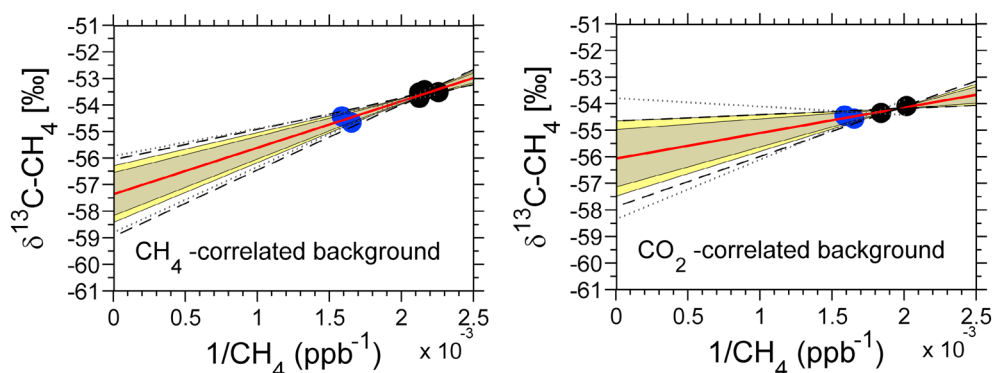 -51
-52
-53
-54
-55
-56
-57
-58
-59
-60
-61
δ¹³C-CH₄ [‰]
CH₄ -correlated background
0 0.5 1 1.5 2 2.5
1/CH₄ (ppb⁻¹) x 10⁻³
-51
-52
-53
-54
-55
-56
-57
-58
-59
-60
-61
δ¹³C-CH₄ [‰]
CO₂ -correlated background
0 0.5 1 1.5 2 2.5
1/CH₄ (ppb⁻¹) x 10⁻³